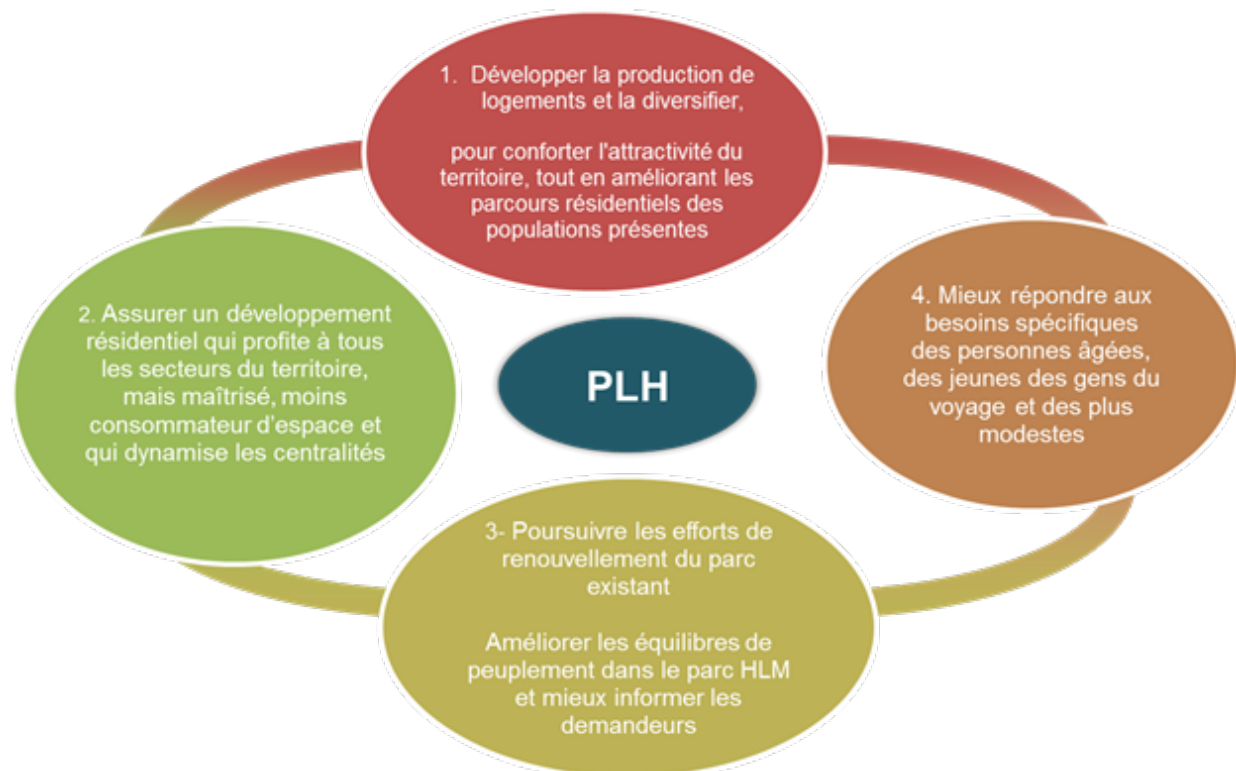 1. Développer la production de
logements et la diversifier,
pour conforter l'attractivité du
territoire, tout en améliorant les
parcours résidentiels des
populations présentes
2. Assurer un développement
résidentiel qui profite à tous
les secteurs du territoire,
mais maîtrisé, moins
consommateur d'espace et
qui dynamise les centralités
PLH
4. Mieux répondre aux
besoins spécifiques
des personnes âgées,
des jeunes des gens du
voyage et des plus
modestes
3- Poursuivre les efforts de
renouvellement du parc
existant
Améliorer les équilibres de
peuplement dans le parc HLM
et mieux informer les
demandeurs